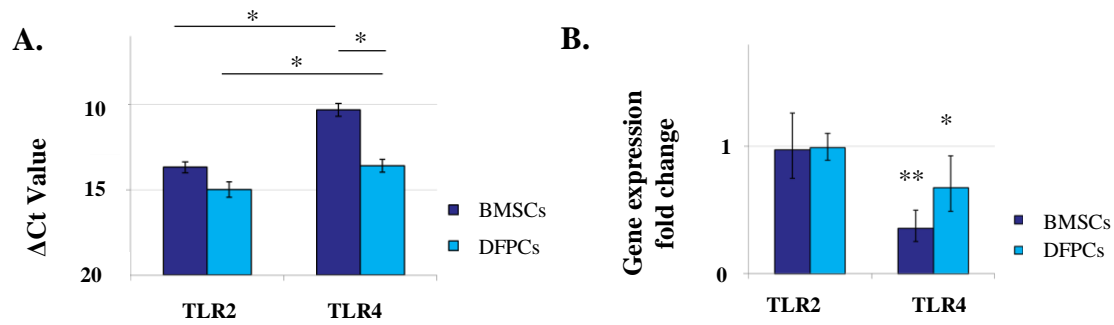 A.
*
*
*
10
15
20
ΔCt Value
TLR2
TLR4
BMSCs
DFPCs
B.
Gene expression
fold change
1
0
**
*
TLR2
TLR4
BMSCs
DFPCs